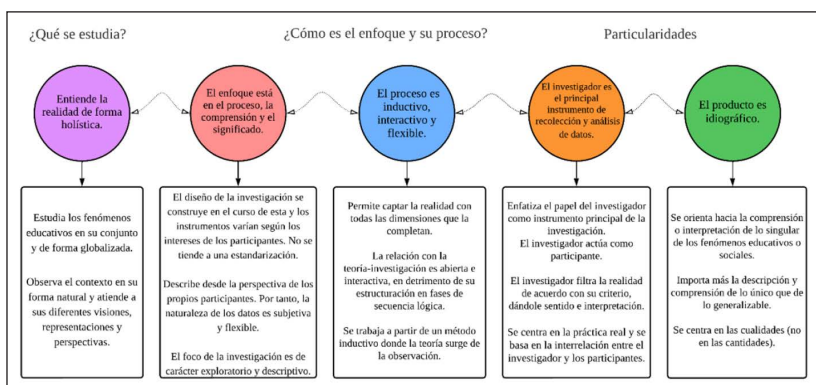 ¿Qué se estudia?
¿Cómo es el enfoque y su proceso?
Particularidades
Entiende la
realidad de forma
holística.
El enfoque está
en el proceso, la
comprensión y el
significado.
El proceso es
inductivo,
interactivo y
flexible.
El investigador es
el principal
instrumento de
recolección y análisis
de datos.
El producto es
idiográfico.
Estudia los fenómenos
educativos en su conjunto
y de forma globalizada.
Observa el contexto en su
forma natural y atiende a
sus diferentes visiones,
representaciones y
perspectivas.
El diseño de la investigación se
construye en el curso de esta y los
instrumentos varían según los
intereses de los participantes. No se
tiende a una estandarización.
Describe desde la perspectiva de los
propios participantes. Por tanto, la
naturaleza de los datos es subjetiva
y flexible.
El foco de la investigación es de
carácter exploratorio y descriptivo.
Permite captar la realidad con
todas las dimensiones que la
completan.
La relación con la
teoría-investigación es abierta e
interactiva, en detrimento de su
estructuración en fases de
secuencia lógica.
Se trabaja a partir de un método
inductivo donde la teoría surge de
la observación.
Enfatiza el papel del investigador
como instrumento principal de la
investigación.
El investigador actúa como
participante.
El investigador filtra la realidad
de acuerdo con su criterio,
dándole sentido e interpretación.
Se centra en la práctica real y se
basa en la interrelación entre el
investigador y los participantes.
Se orienta hacia la comprensión
o interpretación de lo singular
de los fenómenos educativos o
sociales.
Importa más la descripción y
comprensión de lo único que de
lo generalizable.
Se centra en las cualidades (no
en las cantidades).